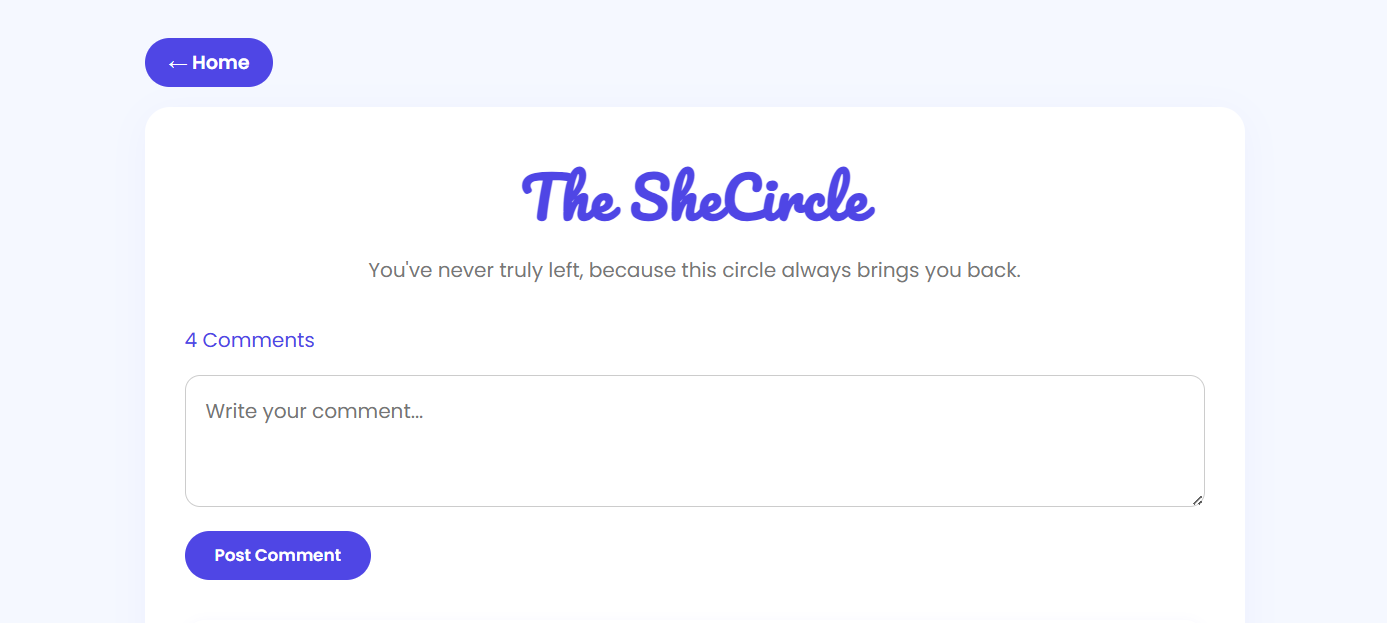 ← Home
The SheCircle
You've never truly left, because this circle always brings you back.
4 Comments
Write your comment...
Post Comment